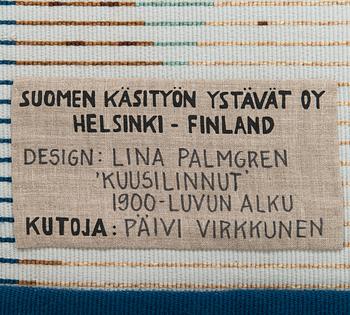 SUOMEN KÄSITYÖN YSTÄVÄT OY
HELSINKI - FINLAND
DESIGN: LINA PALMGREN
'KUUSILINNUT'
1900-LUVUN ALKU
KUTOJA: PÄIVI VIRKKUNEN